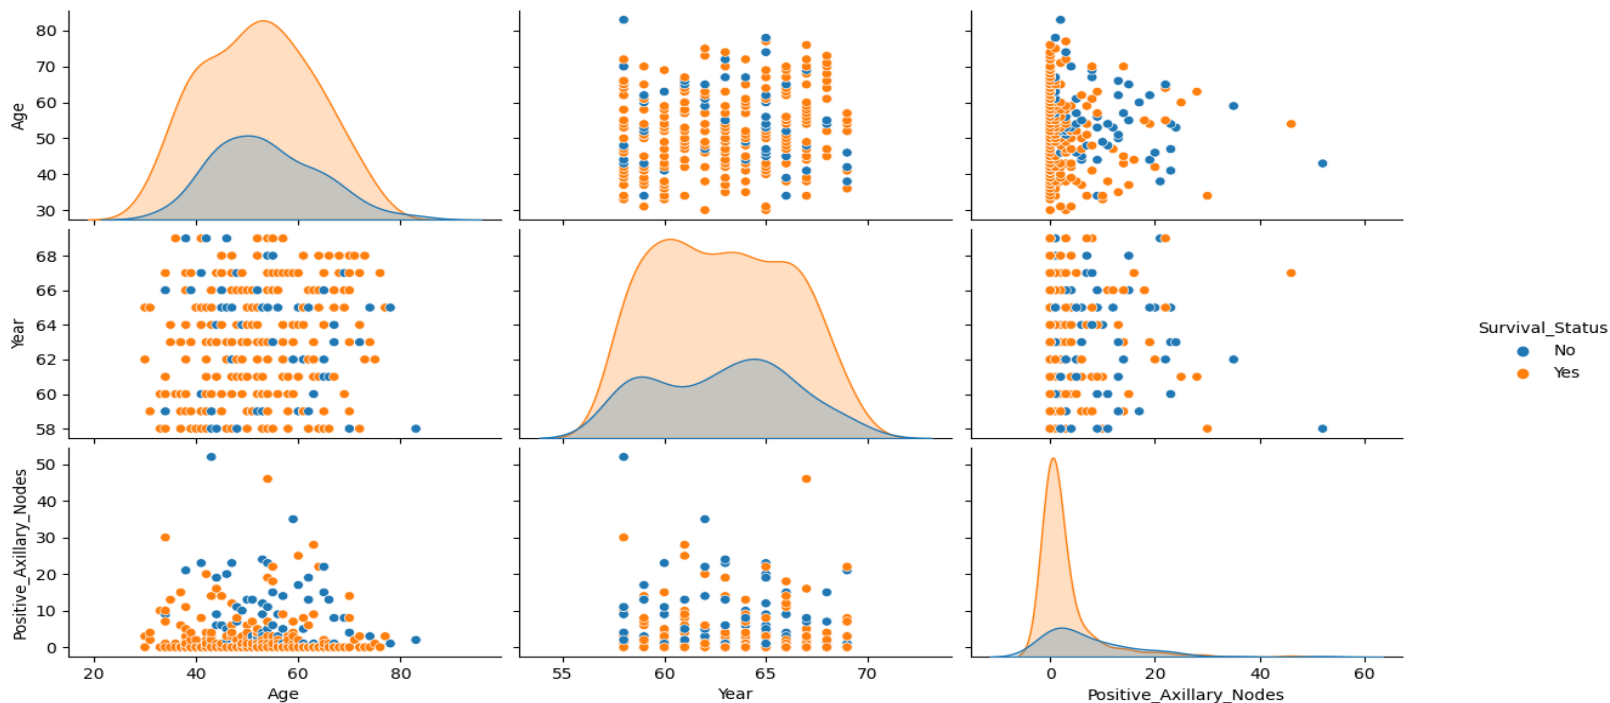 80
70
60
50
40
30
Age
68
66
64
62
60
58
Year
Survival_Status
No
Yes
50
40
30
20
10
0
Positive_Axillary_Nodes
20 40 60 80
Age
55 60 65 70
Year
0 20 40 60
Positive_Axillary_Nodes